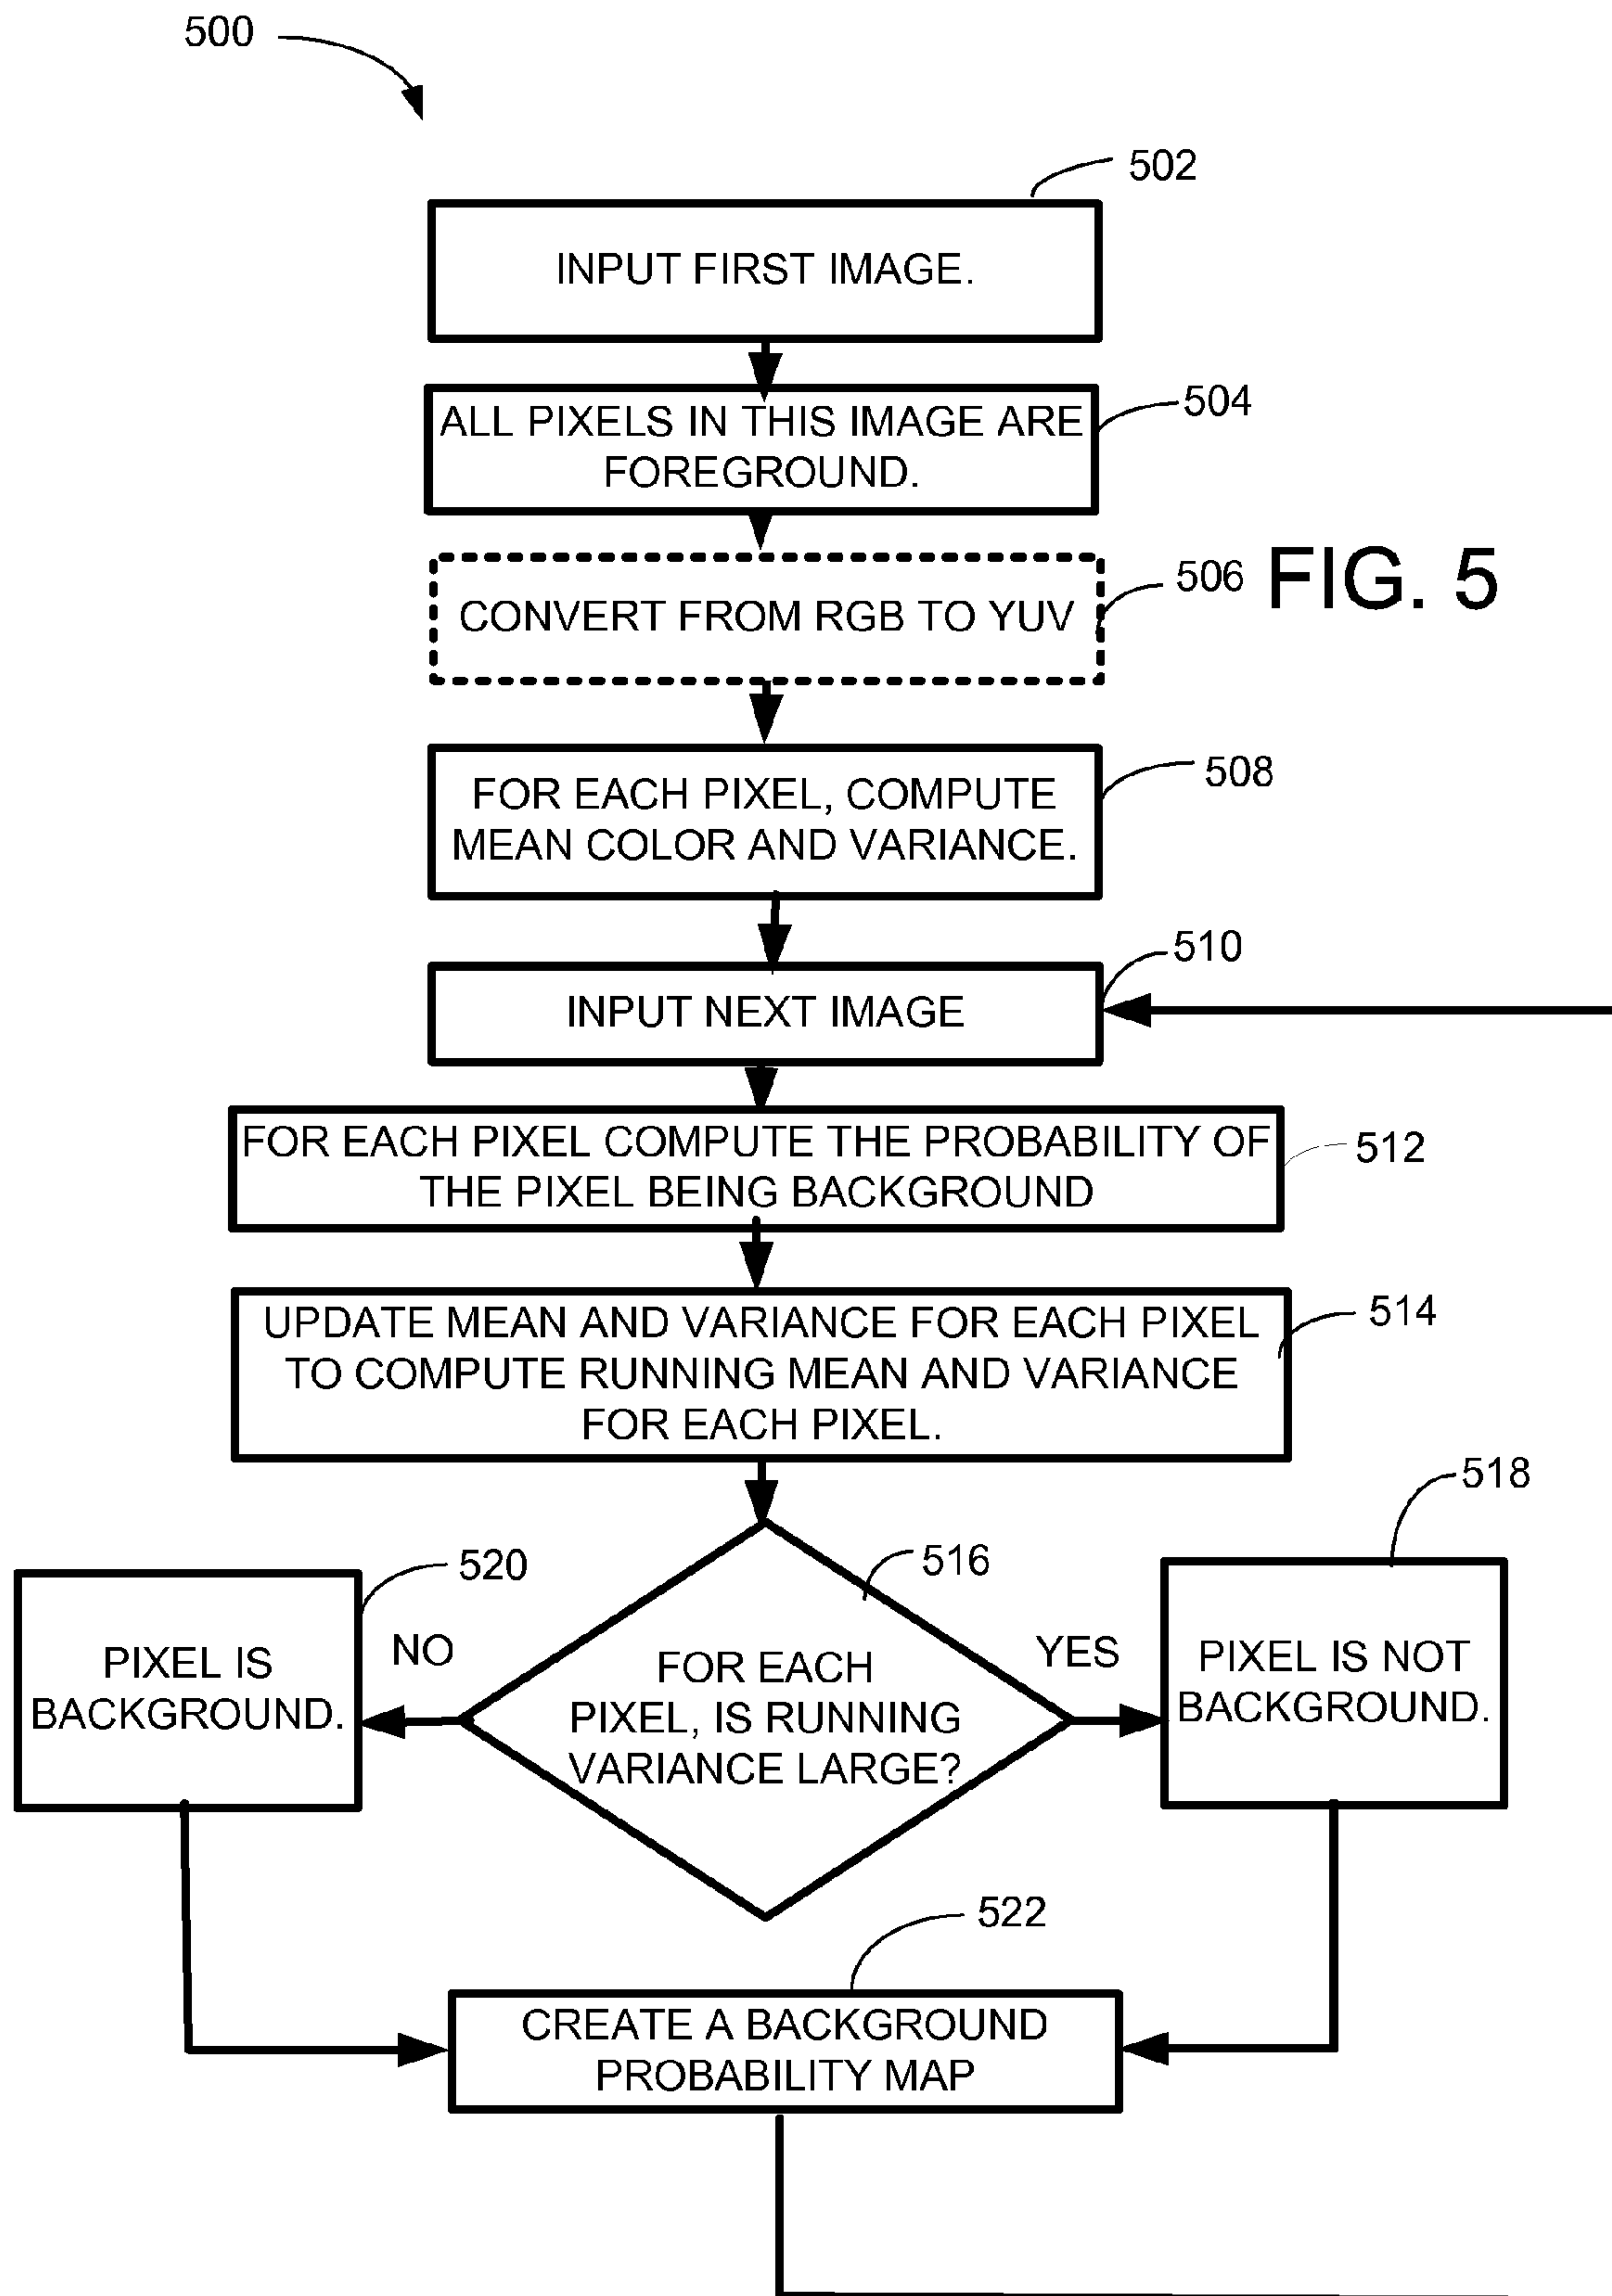 500
502
INPUT FIRST IMAGE.
504
ALL PIXELS IN THIS IMAGE ARE
FOREGROUND.
506
FIG. 5
CONVERT FROM RGB TO YUV
508
FOR EACH PIXEL, COMPUTE
MEAN COLOR AND VARIANCE.
510
INPUT NEXT IMAGE
512
FOR EACH PIXEL COMPUTE THE PROBABILITY OF
THE PIXEL BEING BACKGROUND
514
UPDATE MEAN AND VARIANCE FOR EACH PIXEL
TO COMPUTE RUNNING MEAN AND VARIANCE
FOR EACH PIXEL.
516
FOR EACH
PIXEL, IS RUNNING
VARIANCE LARGE?
NO
520
PIXEL IS
BACKGROUND.
YES
518
PIXEL IS NOT
BACKGROUND.
522
CREATE A BACKGROUND
PROBABILITY MAP